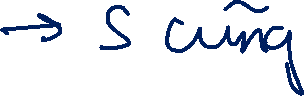 → S cũng